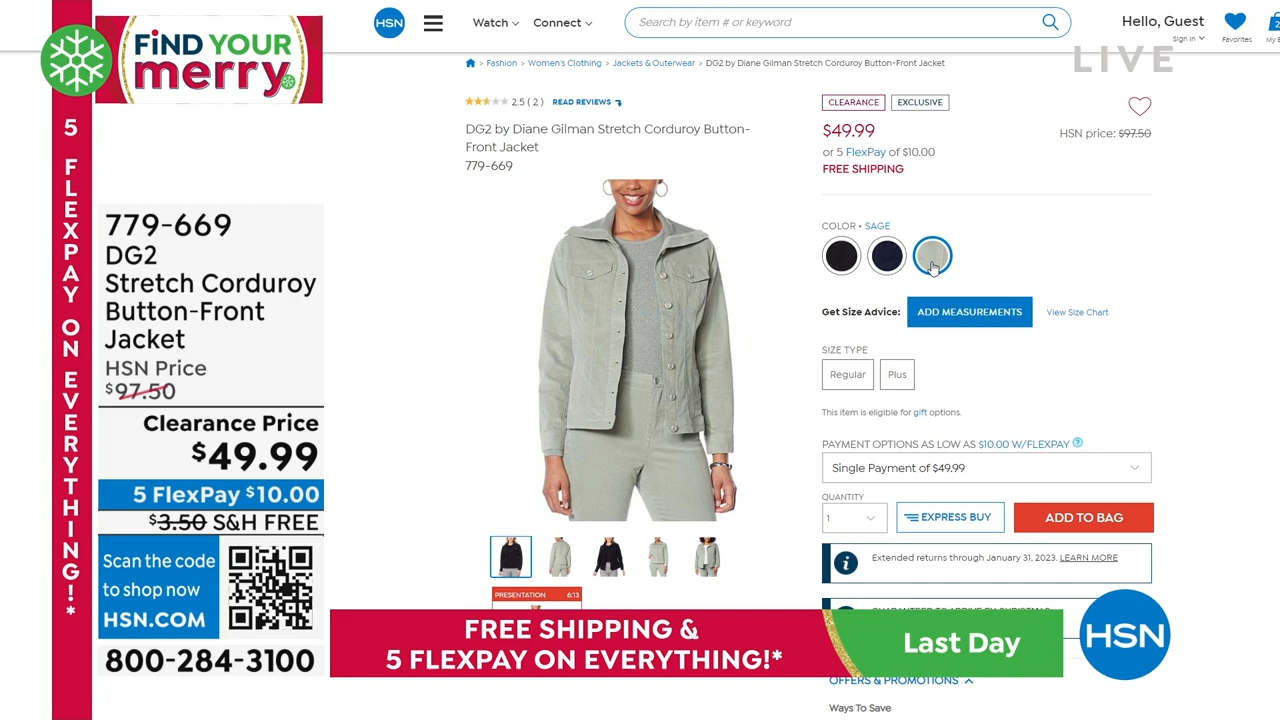 FiND YOUR
merry.
5 FLEXPAY ON EVERYTHING!*
779-669
DG2
Stretch Corduroy
Button-Front
Jacket
HSN Price
$97.50
Clearance Price
$49.99
5 FlexPay $10.00
$3.50 S&H FREE
Scan the code
to shop now
HSN.COM
800-284-3100
HSN
Watch
Connect
Search by item # or keyword
Hello, Guest
Sign In
Favorites
2
LIVE
> Fashion > Women's Clothing > Jackets & Outerwear > DG2 by Diane Gilman Stretch Corduroy Button-Front Jacket
2.5 ( 2 ) READ REVIEWS
DG2 by Diane Gilman Stretch Corduroy Button-
Front Jacket
779-669
CLEARANCE EXCLUSIVE
$49.99
HSN price: $97.50
or 5 FlexPay of $10.00
FREE SHIPPING
COLOR • SAGE
Get Size Advice: ADD MEASUREMENTS View Size Chart
SIZE TYPE
Regular Plus
This item is eligible for gift options.
PAYMENT OPTIONS AS LOW AS $10.00 W/FLEXPAY ?
Single Payment of $49.99
QUANTITY
1
EXPRESS BUY
ADD TO BAG
Extended returns through January 31, 2023. LEARN MORE
PRESENTATION 6:13
FREE SHIPPING &
5 FLEXPAY ON EVERYTHING!*
Last Day
HSN
OFFERS & PROMOTIONS
Ways To Save